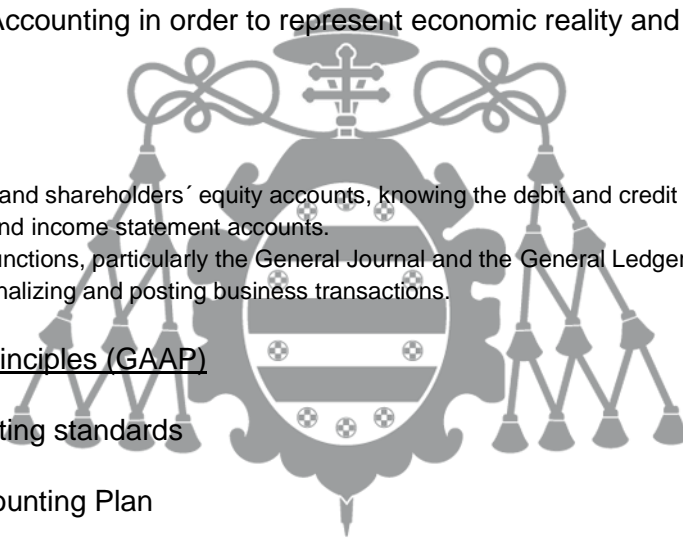 Accounting in order to represent economic reality and
and shareholders´ equity accounts, knowing the debit and credit
nd income statement accounts.
unctions, particularly the General Journal and the General Ledger
nalizing and posting business transactions.
inciples (GAAP)
ting standards
ounting Plan